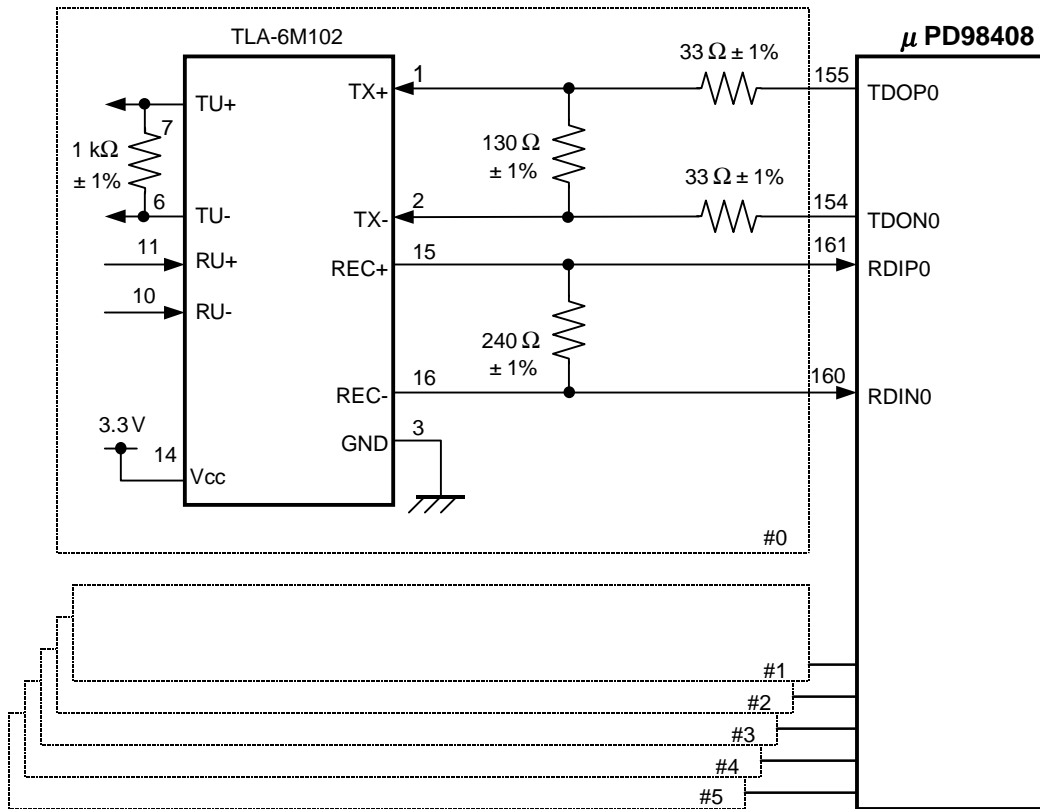 TLA-6M102
μ PD98408
33 Ω ± 1%
1
155
TX+
TDOP0
TU+
7
1 kΩ
± 1%
130 Ω
± 1%
33 Ω ± 1%
6
TU-
2
154
TX-
TDON0
11
RU+
15
161
REC+
RDIP0
10
RU-
240 Ω
± 1%
16
160
REC-
RDIN0
3.3 V
3
GND
14
Vcc
#0
#1
#2
#3
#4
#5